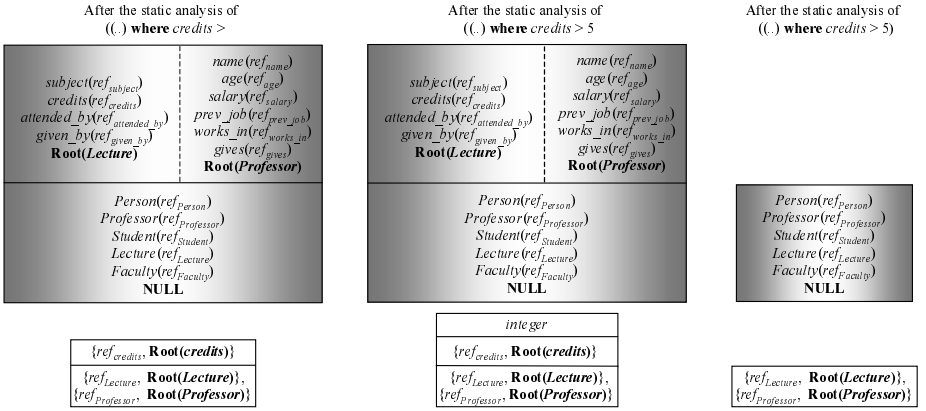 After the static analysis of
((..) where credits >
subject(ref_subject)
credits(ref_credits)
attended_by(ref_attended_by)
given_by(ref_given_by)
Root(Lecture)
name(ref_name)
age(ref_age)
salary(ref_salary)
prev_job(ref_prev_job)
works_in(ref_works_in)
gives(ref_gives)
Root(Professor)
Person(ref_Person)
Professor(ref_Professor)
Student(ref_Student)
Lecture(ref_Lecture)
Faculty(ref_Faculty)
NULL
{ref_credits, Root(credits)}
{ref_Lecture, Root(Lecture)},
{ref_Professor, Root(Professor)}
After the static analysis of
((..) where credits > 5
subject(ref_subject)
credits(ref_credits)
attended_by(ref_attended_by)
given_by(ref_given_by)
Root(Lecture)
name(ref_name)
age(ref_age)
salary(ref_salary)
prev_job(ref_prev_job)
works_in(ref_works_in)
gives(ref_gives)
Root(Professor)
Person(ref_Person)
Professor(ref_Professor)
Student(ref_Student)
Lecture(ref_Lecture)
Faculty(ref_Faculty)
NULL
integer
{ref_credits, Root(credits)}
{ref_Lecture, Root(Lecture)},
{ref_Professor, Root(Professor)}
After the static analysis of
((..) where credits > 5)
Person(ref_Person)
Professor(ref_Professor)
Student(ref_Student)
Lecture(ref_Lecture)
Faculty(ref_Faculty)
NULL
{ref_Lecture, Root(Lecture)},
{ref_Professor, Root(Professor)}